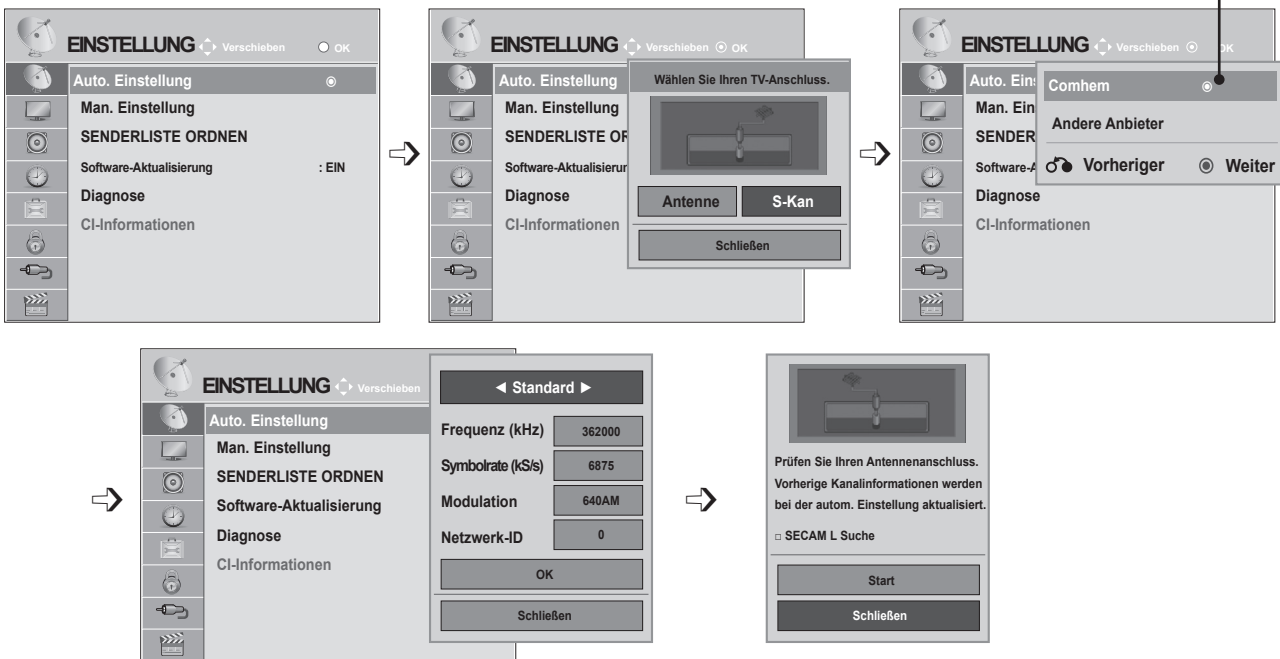 EINSTELLUNG Verschieben OK
Auto. Einstellung
Man. Einstellung
SENDERLISTE ORDNEN
Software-Aktualisierung : EIN
Diagnose
CI-Informationen
EINSTELLUNG Verschieben OK
Auto. Einstellung
Man. Einstellung
SENDERLISTE OR
Software-Aktualisierun
Diagnose
CI-Informationen
Wählen Sie Ihren TV-Anschluss.
Antenne S-Kan
Schließen
EINSTELLUNG Verschieben OK
Auto. Ein
Man. Ein
SENDER
Software-A
Diagnose
CI-Informationen
Comhem
Andere Anbieter
Vorheriger Weiter
EINSTELLUNG Verschieben
Auto. Einstellung
Man. Einstellung
SENDERLISTE ORDNEN
Software-Aktualisierung
Diagnose
CI-Informationen
◄ Standard ►
Frequenz (kHz) 362000
Symbolrate (kS/s) 6875
Modulation 640AM
Netzwerk-ID 0
OK
Schließen
Prüfen Sie Ihren Antennenanschluss.
Vorherige Kanalinformationen werden
bei der autom. Einstellung aktualisiert.
□ SECAM L Suche
Start
Schließen